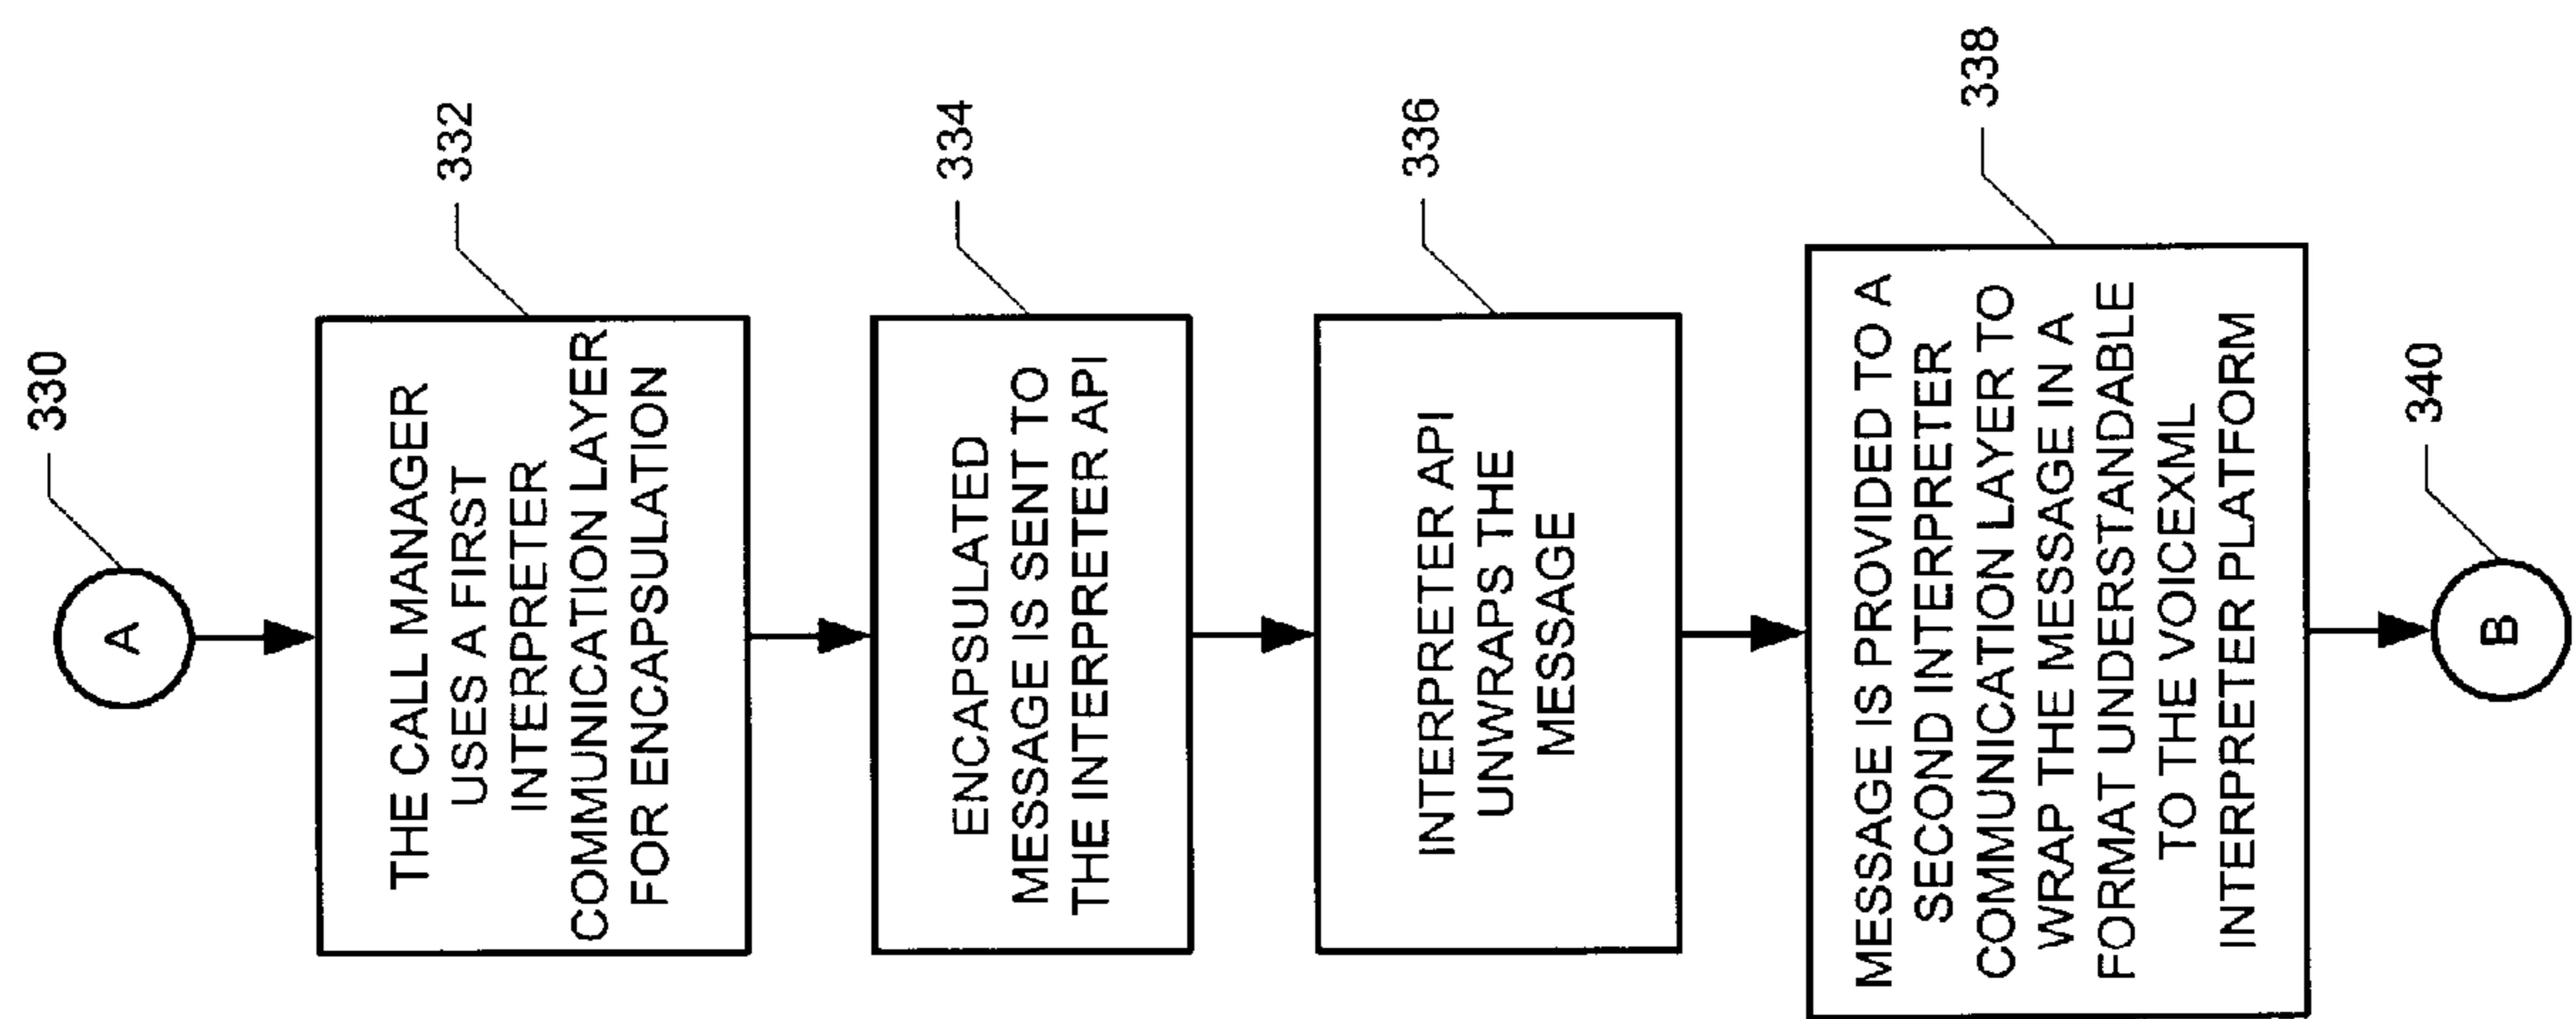 330
A
332
THE CALL MANAGER
USES A FIRST
INTERPRETER
COMMUNICATION LAYER
FOR ENCAPSULATION
334
ENCAPSULATED
MESSAGE IS SENT TO
THE INTERPRETER API
336
INTERPRETER API
UNWRAPS THE
MESSAGE
338
MESSAGE IS PROVIDED TO A
SECOND INTERPRETER
COMMUNICATION LAYER TO
WRAP THE MESSAGE IN A
FORMAT UNDERSTANDABLE
TO THE VOICEXML
INTERPRETER PLATFORM
340
B